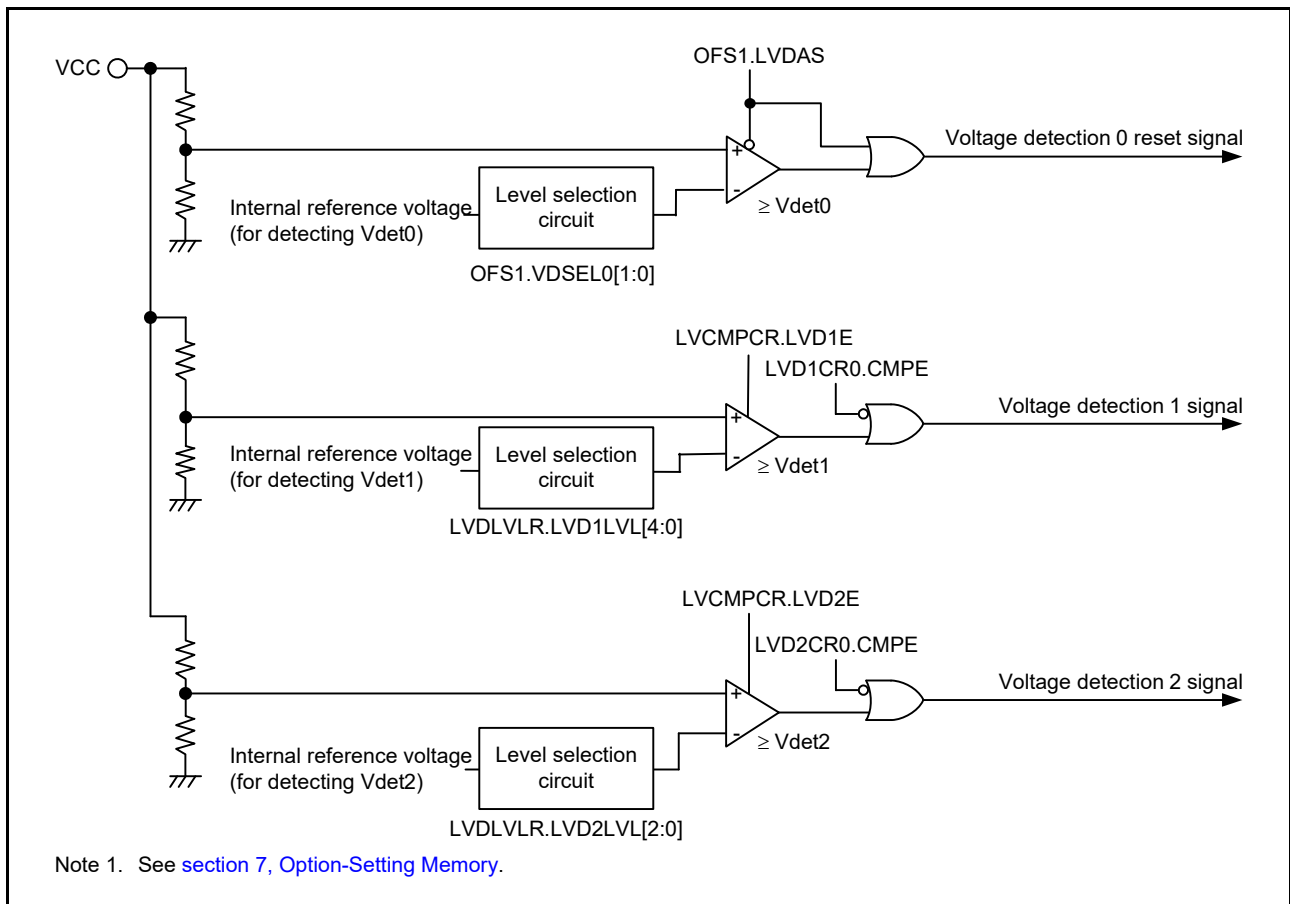 OFS1.LVDAS
VCC
Voltage detection 0 reset signal
+
-
Internal reference voltage
(for detecting Vdet0)
Level selection
circuit
≥ Vdet0
OFS1.VDSEL0[1:0]
LVCMPCR.LVD1E
LVD1CR0.CMPE
Voltage detection 1 signal
+
-
Internal reference voltage
(for detecting Vdet1)
Level selection
circuit
≥ Vdet1
LVDLVLR.LVD1LVL[4:0]
LVCMPCR.LVD2E
LVD2CR0.CMPE
Voltage detection 2 signal
+
-
Internal reference voltage
(for detecting Vdet2)
Level selection
circuit
≥ Vdet2
LVDLVLR.LVD2LVL[2:0]
Note 1. See section 7, Option-Setting Memory.